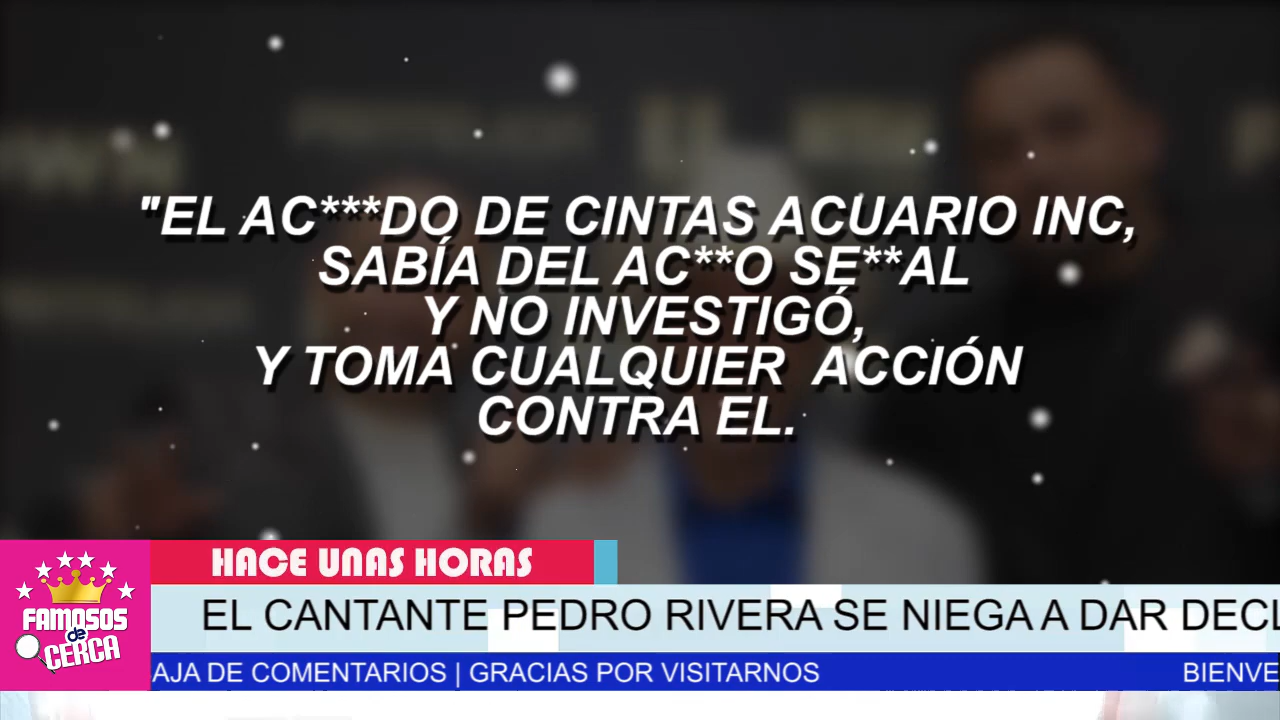 "EL AC***DO DE CINTAS ACUARIO INC,
SABÍA DEL AC**O SE**AL
Y NO INVESTIGÓ,
Y TOMA CUALQUIER ACCIÓN
CONTRA EL.
HACE UNAS HORAS
FAMOSOS
de
CERCA
EL CANTANTE PEDRO RIVERA SE NIEGA A DAR DECL
AJA DE COMENTARIOS | GRACIAS POR VISITARNOS BIENVE